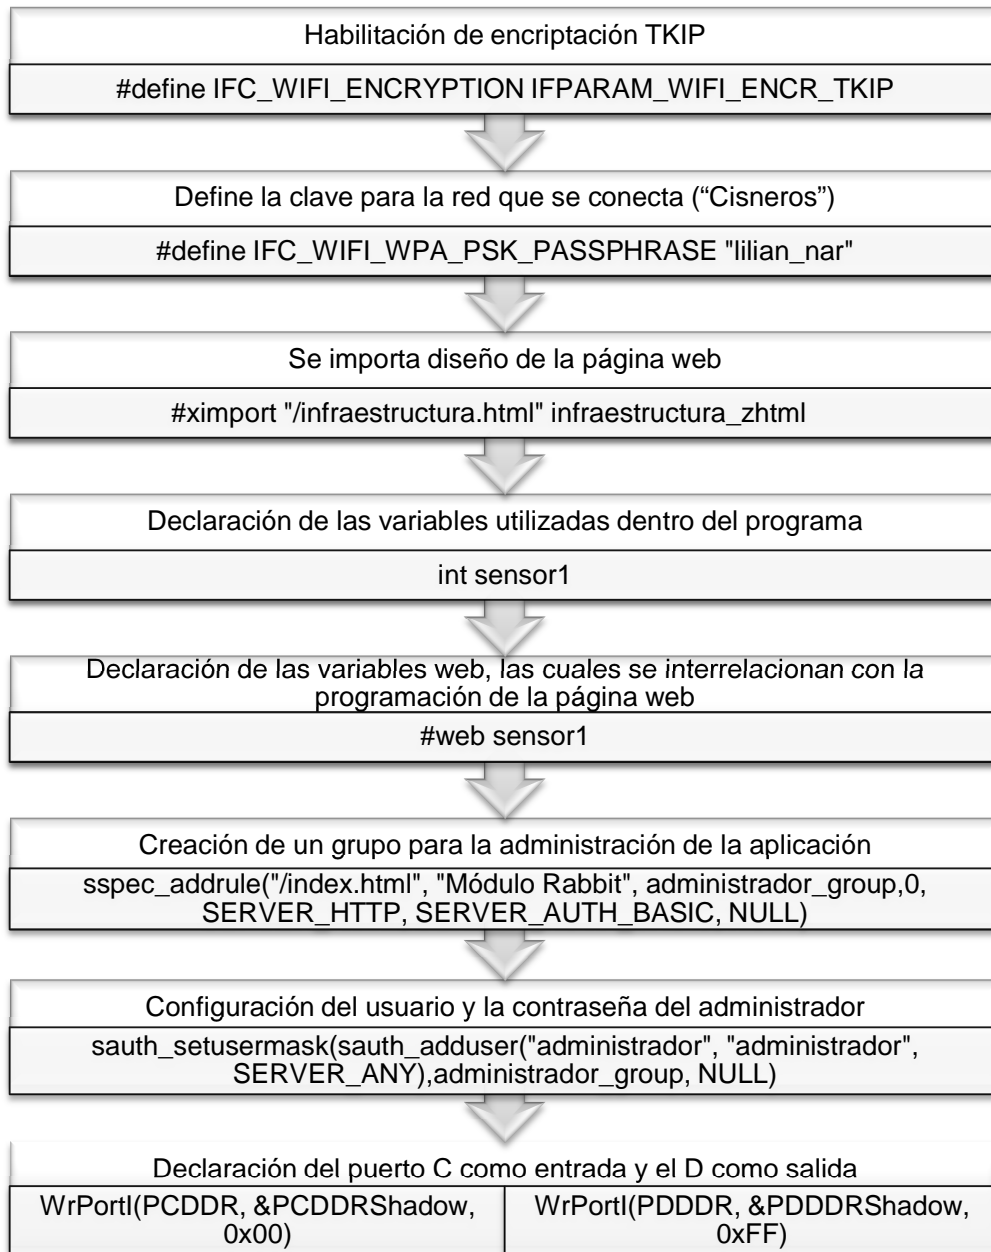 Habilitación de encriptación TKIP
#define IFC_WIFI_ENCRYPTION IFPARAM_WIFI_ENCR_TKIP
Define la clave para la red que se conecta (“Cisneros”)
#define IFC_WIFI_WPA_PSK_PASSPHRASE "lilian_nar"
Se importa diseño de la página web
#ximport "/infraestructura.html" infraestructura_zhtml
Declaración de las variables utilizadas dentro del programa
int sensor1
Declaración de las variables web, las cuales se interrelacionan con la
programación de la página web
#web sensor1
Creación de un grupo para la administración de la aplicación
sspec_addrule("/index.html", "Módulo Rabbit", administrador_group,0,
SERVER_HTTP, SERVER_AUTH_BASIC, NULL)
Configuración del usuario y la contraseña del administrador
sauth_setusermask(sauth_adduser("administrador", "administrador",
SERVER_ANY),administrador_group, NULL)
Declaración del puerto C como entrada y el D como salida
WrPortI(PCDDR, &PCDDRShadow,
0x00)
WrPortI(PDDDR, &PDDDRShadow,
0xFF)